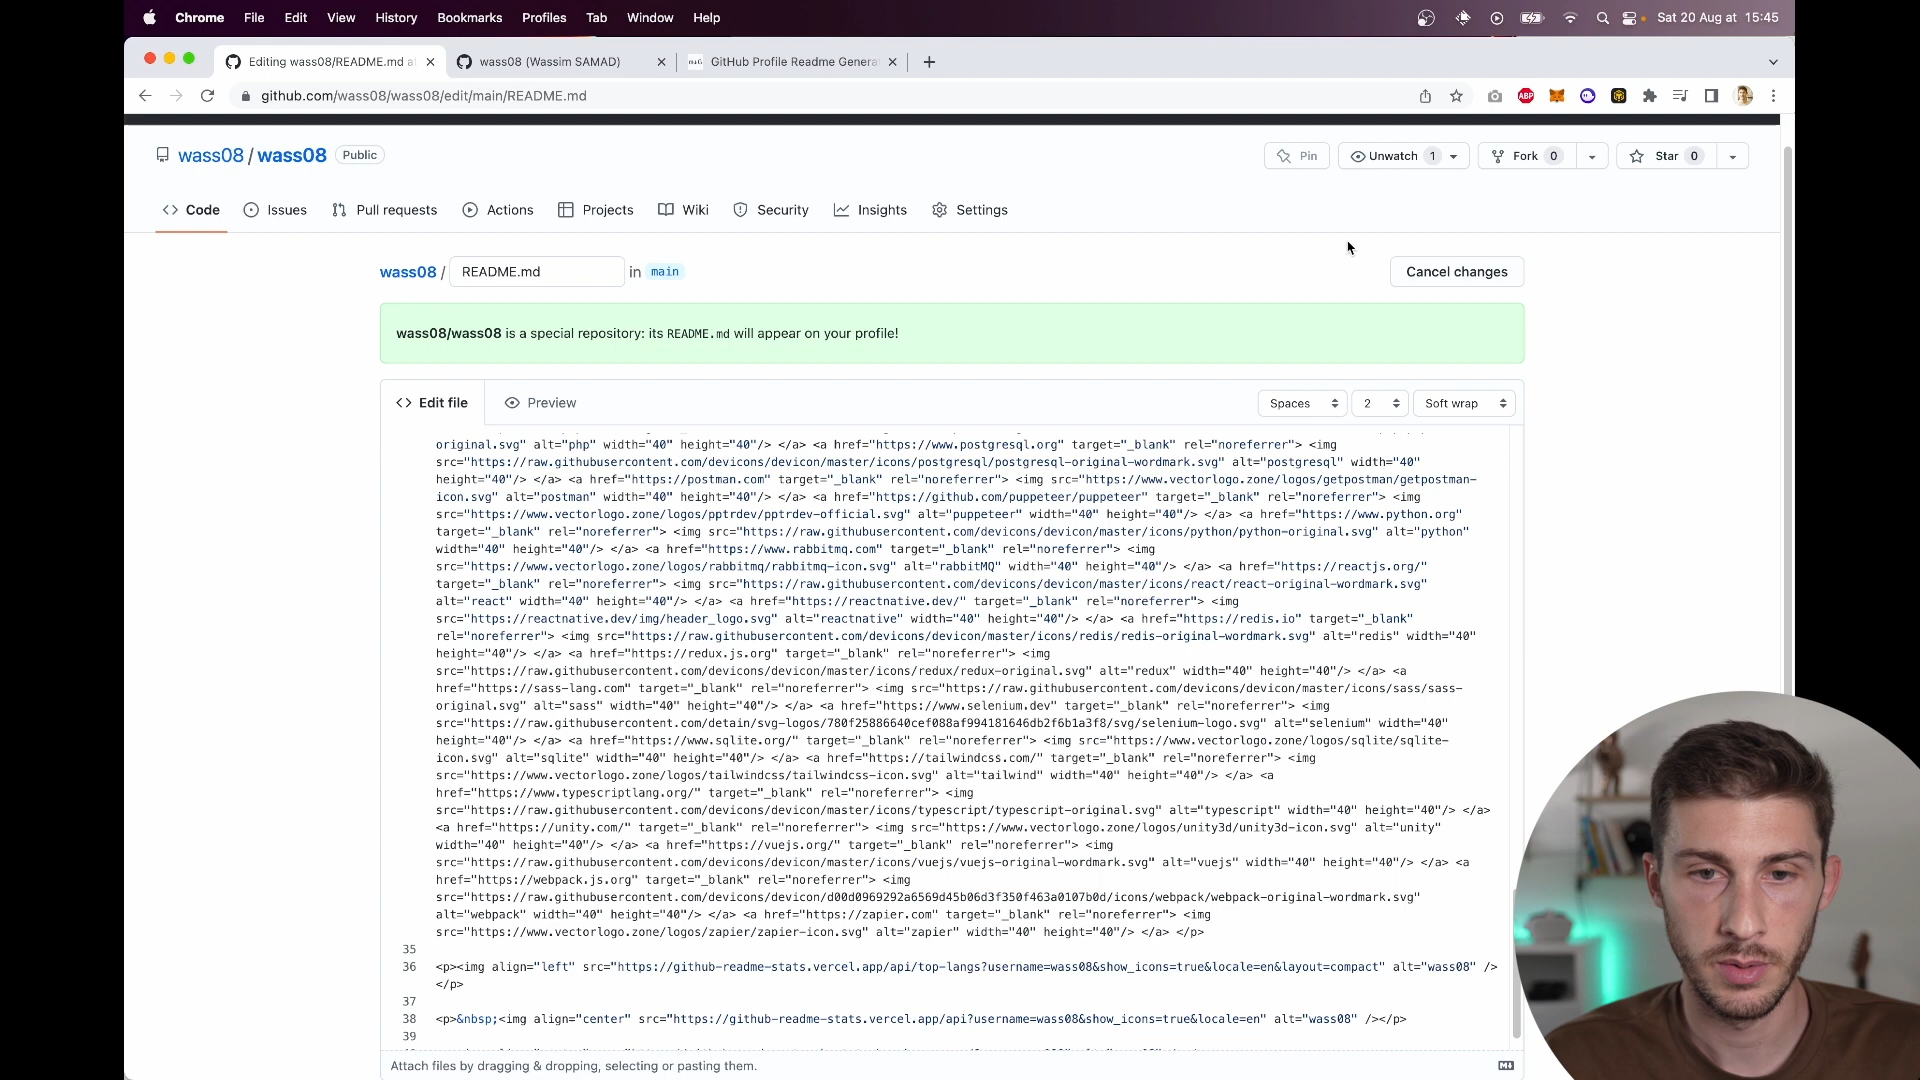 Chrome File Edit View History Bookmarks Profiles Tab Window Help Sat 20 Aug at 15:45
Editing wass08/README.md a wass08 (Wassim SAMAD) GitHub Profile Readme Genera
github.com/wass08/wass08/edit/main/README.md ABP
wass08 / wass08 Public Pin Unwatch 1 Fork 0 Star 0
Code Issues Pull requests Actions Projects Wiki Security Insights Settings
wass08 / README.md in main Cancel changes
wass08/wass08 is a special repository: its README.md will appear on your profile!
<> Edit file Preview Spaces 2 Soft wrap
original.svg" alt="php" width="40" height="40"/> </a> <a href="https://www.postgresql.org" target="_blank" rel="noreferrer"> <img
src="https://raw.githubusercontent.com/devicons/devicon/master/icons/postgresql/postgresql-original-wordmark.svg" alt="postgresql" width="40"
height="40"/> </a> <a href="https://postman.com" target="_blank" rel="noreferrer"> <img src="https://www.vectorlogo.zone/logos/getpostman/getpostman-
icon.svg" alt="postman" width="40" height="40"/> </a> <a href="https://github.com/puppeteer/puppeteer" target="_blank" rel="noreferrer"> <img
src="https://www.vectorlogo.zone/logos/pptrdev/pptrdev-official.svg" alt="puppeteer" width="40" height="40"/> </a> <a href="https://www.python.org"
target="_blank" rel="noreferrer"> <img src="https://raw.githubusercontent.com/devicons/devicon/master/icons/python/python-original.svg" alt="python"
width="40" height="40"/> </a> <a href="https://www.rabbitmq.com" target="_blank" rel="noreferrer"> <img
src="https://www.vectorlogo.zone/logos/rabbitmq/rabbitmq-icon.svg" alt="rabbitMQ" width="40" height="40"/> </a> <a href="https://reactjs.org/"
target="_blank" rel="noreferrer"> <img src="https://raw.githubusercontent.com/devicons/devicon/master/icons/react/react-original-wordmark.svg"
alt="react" width="40" height="40"/> </a> <a href="https://reactnative.dev/" target="_blank" rel="noreferrer"> <img
src="https://reactnative.dev/img/header_logo.svg" alt="reactnative" width="40" height="40"/> </a> <a href="https://redis.io" target="_blank"
rel="noreferrer"> <img src="https://raw.githubusercontent.com/devicons/devicon/master/icons/redis/redis-original-wordmark.svg" alt="redis" width="40"
height="40"/> </a> <a href="https://redux.js.org" target="_blank" rel="noreferrer"> <img
src="https://raw.githubusercontent.com/devicons/devicon/master/icons/redux/redux-original.svg" alt="redux" width="40" height="40"/> </a> <a
href="https://sass-lang.com" target="_blank" rel="noreferrer"> <img src="https://raw.githubusercontent.com/devicons/devicon/master/icons/sass/sass-
original.svg" alt="sass" width="40" height="40"/> </a> <a href="https://www.selenium.dev" target="_blank" rel="noreferrer"> <img
src="https://raw.githubusercontent.com/detain/svg-logos/780f25886640cef088af994181646db2f6b1a3f8/svg/selenium-logo.svg" alt="selenium" width="40"
height="40"/> </a> <a href="https://www.sqlite.org/" target="_blank" rel="noreferrer"> <img src="https://www.vectorlogo.zone/logos/sqlite/sqlite-
icon.svg" alt="sqlite" width="40" height="40"/> </a> <a href="https://tailwindcss.com/" target="_blank" rel="noreferrer"> <img
src="https://www.vectorlogo.zone/logos/tailwindcss/tailwindcss-icon.svg" alt="tailwind" width="40" height="40"/> </a> <a
href="https://www.typescriptlang.org/" target="_blank" rel="noreferrer"> <img
src="https://raw.githubusercontent.com/devicons/devicon/master/icons/typescript/typescript-original.svg" alt="typescript" width="40" height="40"/> </a>
<a href="https://unity.com/" target="_blank" rel="noreferrer"> <img src="https://www.vectorlogo.zone/logos/unity3d/unity3d-icon.svg" alt="unity"
width="40" height="40"/> </a> <a href="https://vuejs.org/" target="_blank" rel="noreferrer"> <img
src="https://raw.githubusercontent.com/devicons/devicon/master/icons/vuejs/vuejs-original-wordmark.svg" alt="vuejs" width="40" height="40"/> </a> <a
href="https://webpack.js.org" target="_blank" rel="noreferrer"> <img
src="https://raw.githubusercontent.com/devicons/devicon/d00d0969292a6569d45b06d3f350f463a0107b0d/icons/webpack/webpack-original-wordmark.svg"
alt="webpack" width="40" height="40"/> </a> <a href="https://zapier.com" target="_blank" rel="noreferrer"> <img
src="https://www.vectorlogo.zone/logos/zapier/zapier-icon.svg" alt="zapier" width="40" height="40"/> </a> </p>
35
36 <p><img align="left" src="https://github-readme-stats.vercel.app/api/top-langs?username=wass08&show_icons=true&locale=en&layout=compact" alt="wass08" />
</p>
37
38 <p>&nbsp;<img align="center" src="https://github-readme-stats.vercel.app/api?username=wass08&show_icons=true&locale=en" alt="wass08" /></p>
39
Attach files by dragging & dropping, selecting or pasting them.